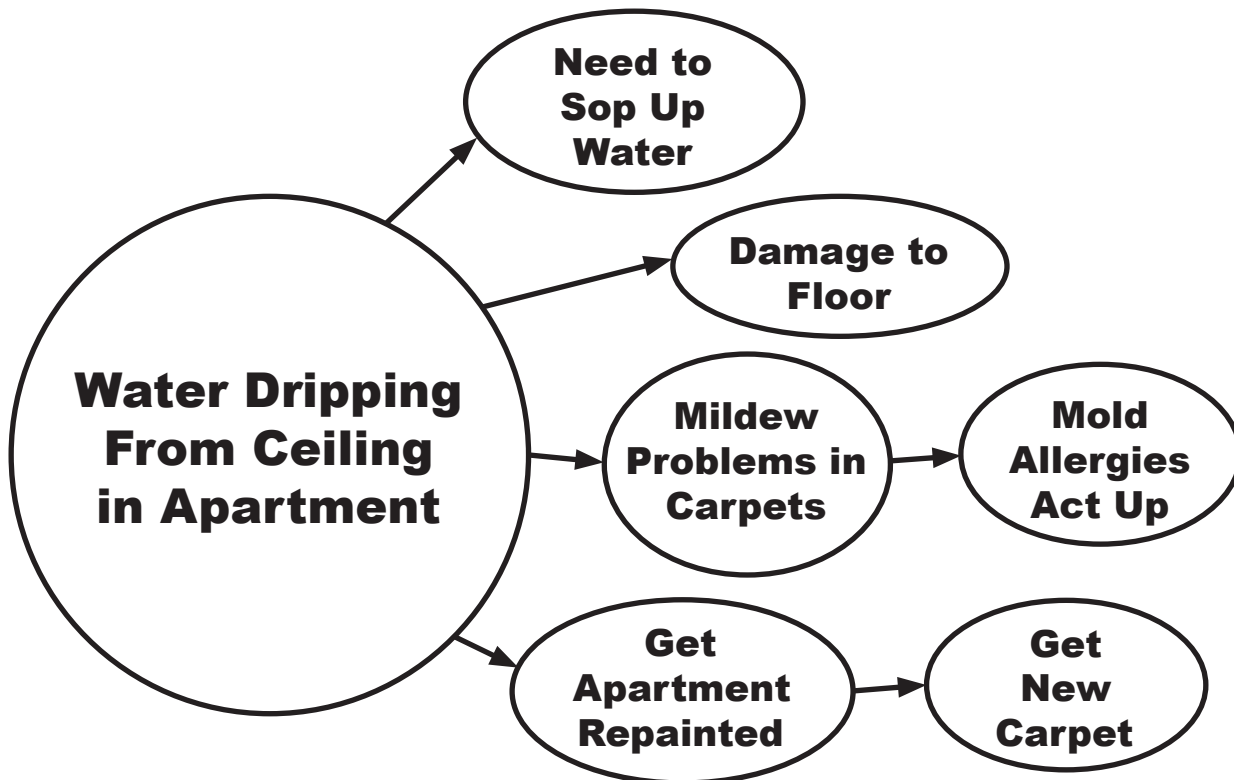 Need to
Sop Up
Water
Damage to
Floor
Water Dripping
From Ceiling
in Apartment
Mildew
Problems in
Carpets
Mold
Allergies
Act Up
Get
Apartment
Repainted
Get
New
Carpet